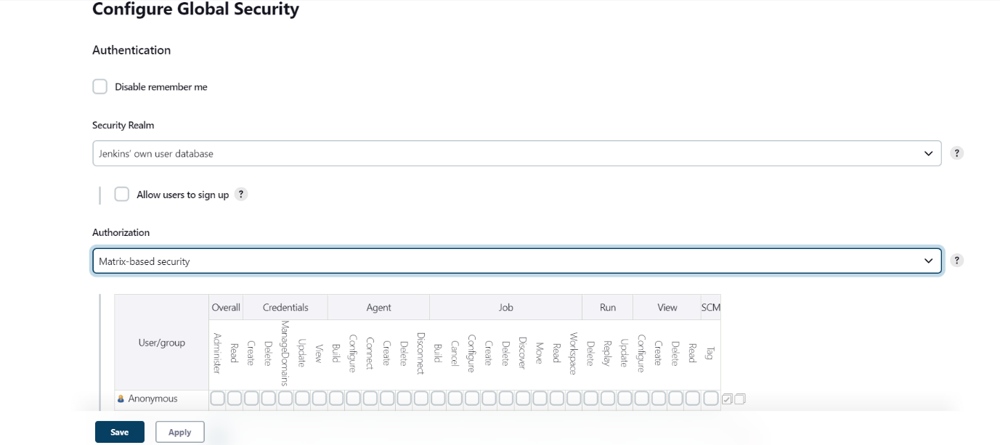 Configure Global Security
Authentication
Disable remember me
Security Realm
Jenkins' own user database
?
Allow users to sign up ?
Authorization
Matrix-based security
?
User/group
Overall Credentials Agent Job Run View SCM
Administer
Read
Create
Delete
ManageDomains
Update
View
Build
Configure
Connect
Create
Delete
Disconnect
Build
Cancel
Configure
Create
Delete
Discover
Move
Read
Workspace
Delete
Replay
Update
Configure
Create
Delete
Read
Tag
Anonymous
Save Apply